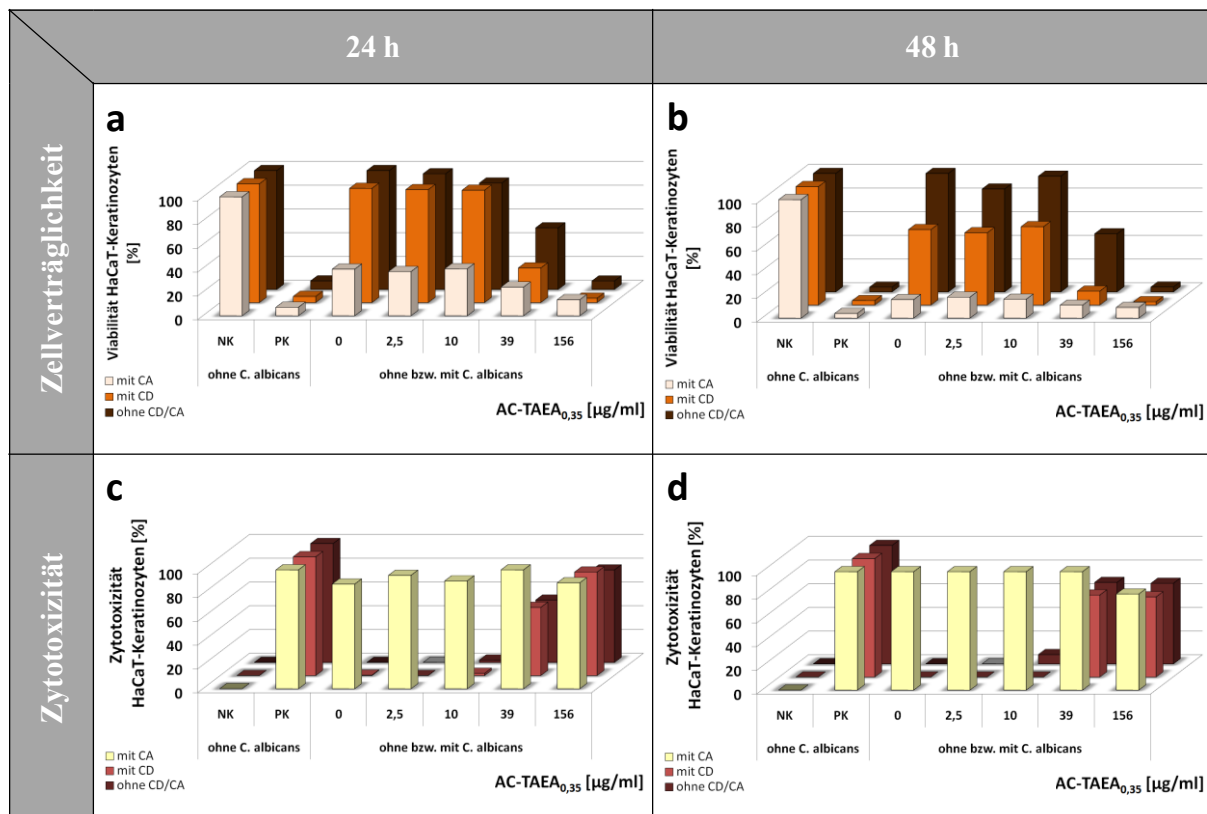 24 h
48 h
Zellverträglichkeit
a
Viabilität HaCaT-Keratinozyten
[%]
100
80
60
40
20
0
NK PK 0 2,5 10 39 156
ohne C. albicans ohne bzw. mit C. albicans
mit CA
mit CD
ohne CD/CA
AC-TAEA0,35 [µg/ml]
b
Viabilität HaCaT-Keratinozyten
[%]
100
80
60
40
20
0
NK PK 0 2,5 10 39 156
ohne C. albicans ohne bzw. mit C. albicans
mit CA
mit CD
ohne CD/CA
AC-TAEA0,35 [µg/ml]
Zytotoxizität
c
Zytotoxizität
HaCaT-Keratinozyten [%]
100
80
60
40
20
0
NK PK 0 2,5 10 39 156
ohne C. albicans ohne bzw. mit C. albicans
mit CA
mit CD
ohne CD/CA
AC-TAEA0,35 [µg/ml]
d
Zytotoxizität
HaCaT-Keratinozyten [%]
100
80
60
40
20
0
NK PK 0 2,5 10 39 156
ohne C. albicans ohne bzw. mit C. albicans
mit CA
mit CD
ohne CD/CA
AC-TAEA0,35 [µg/ml]